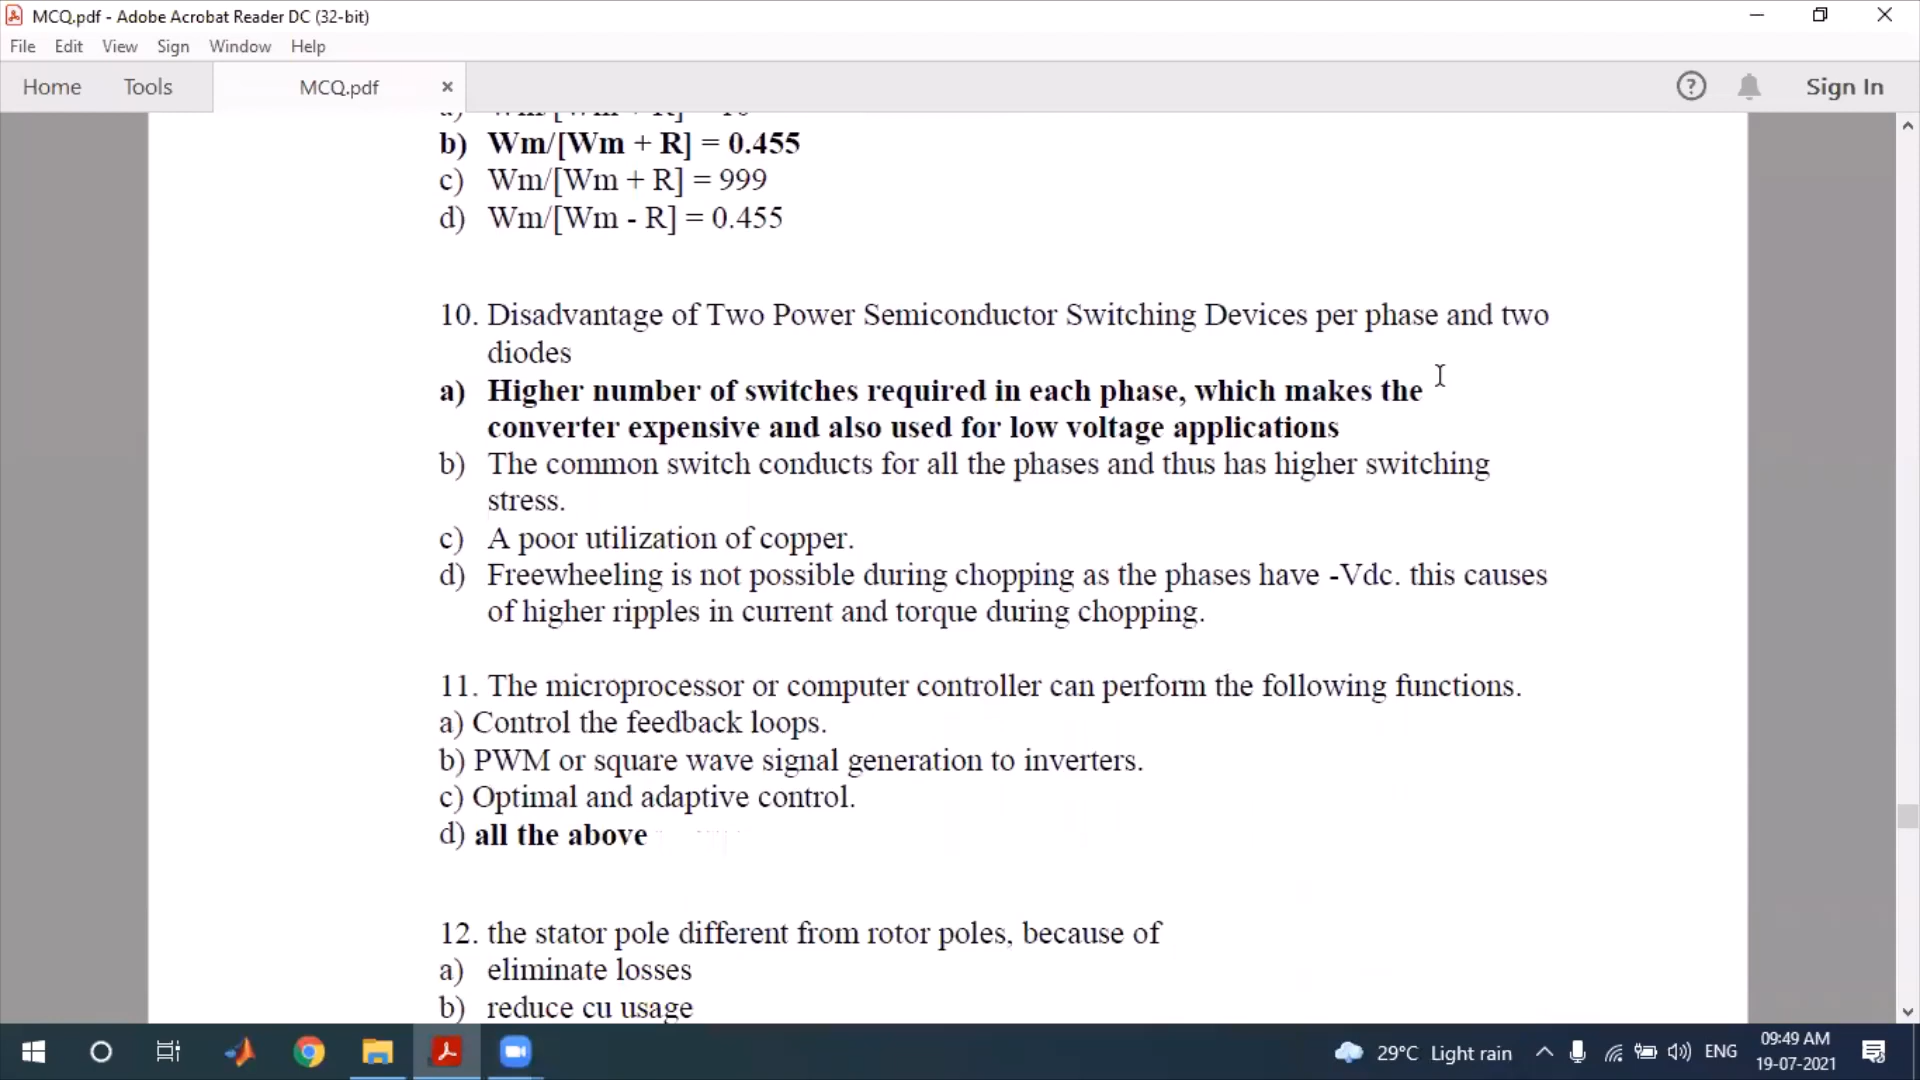 MCQ.pdf - Adobe Acrobat Reader DC (32-bit)
File Edit View Sign Window Help
Home Tools MCQ.pdf × ? Sign In
b) Wm/[Wm + R] = 0.455
c) Wm/[Wm + R] = 999
d) Wm/[Wm - R] = 0.455
10. Disadvantage of Two Power Semiconductor Switching Devices per phase and two
diodes
a) Higher number of switches required in each phase, which makes the
converter expensive and also used for low voltage applications
b) The common switch conducts for all the phases and thus has higher switching
stress.
c) A poor utilization of copper.
d) Freewheeling is not possible during chopping as the phases have -Vdc. this causes
of higher ripples in current and torque during chopping.
11. The microprocessor or computer controller can perform the following functions.
a) Control the feedback loops.
b) PWM or square wave signal generation to inverters.
c) Optimal and adaptive control.
d) all the above
12. the stator pole different from rotor poles, because of
a) eliminate losses
b) reduce cu usage
29°C Light rain ENG 09:49 AM
19-07-2021